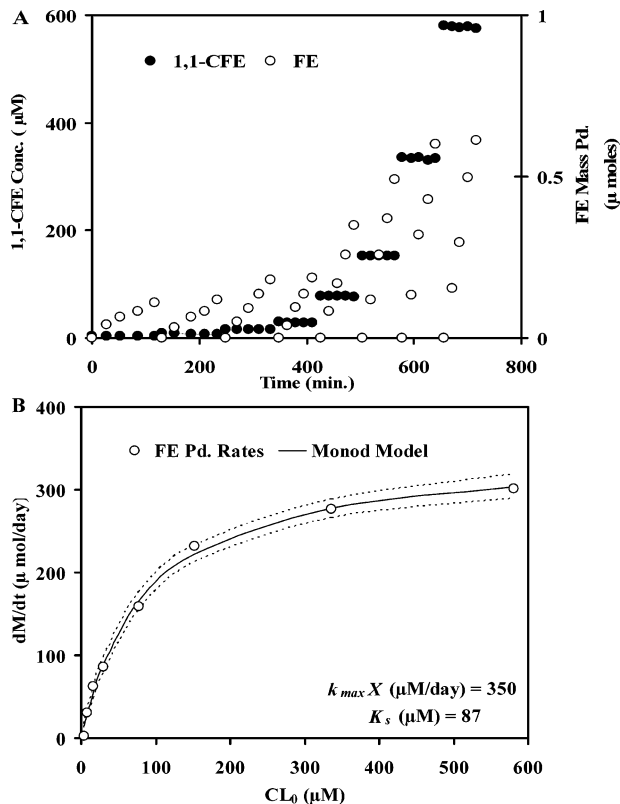 A
600
400
200
0
1,1-CFE Conc. ( µM)
1,1-CFE
FE
1
0.5
0
FE Mass Pd.
(µ moles)
0
200
400
600
800
Time (min.)
B
400
300
200
100
0
dM/dt (µ mol/day)
FE Pd. Rates
Monod Model
k max X (µM/day) = 350
K s (µM) = 87
0
100
200
300
400
500
600
CL0 (µM)